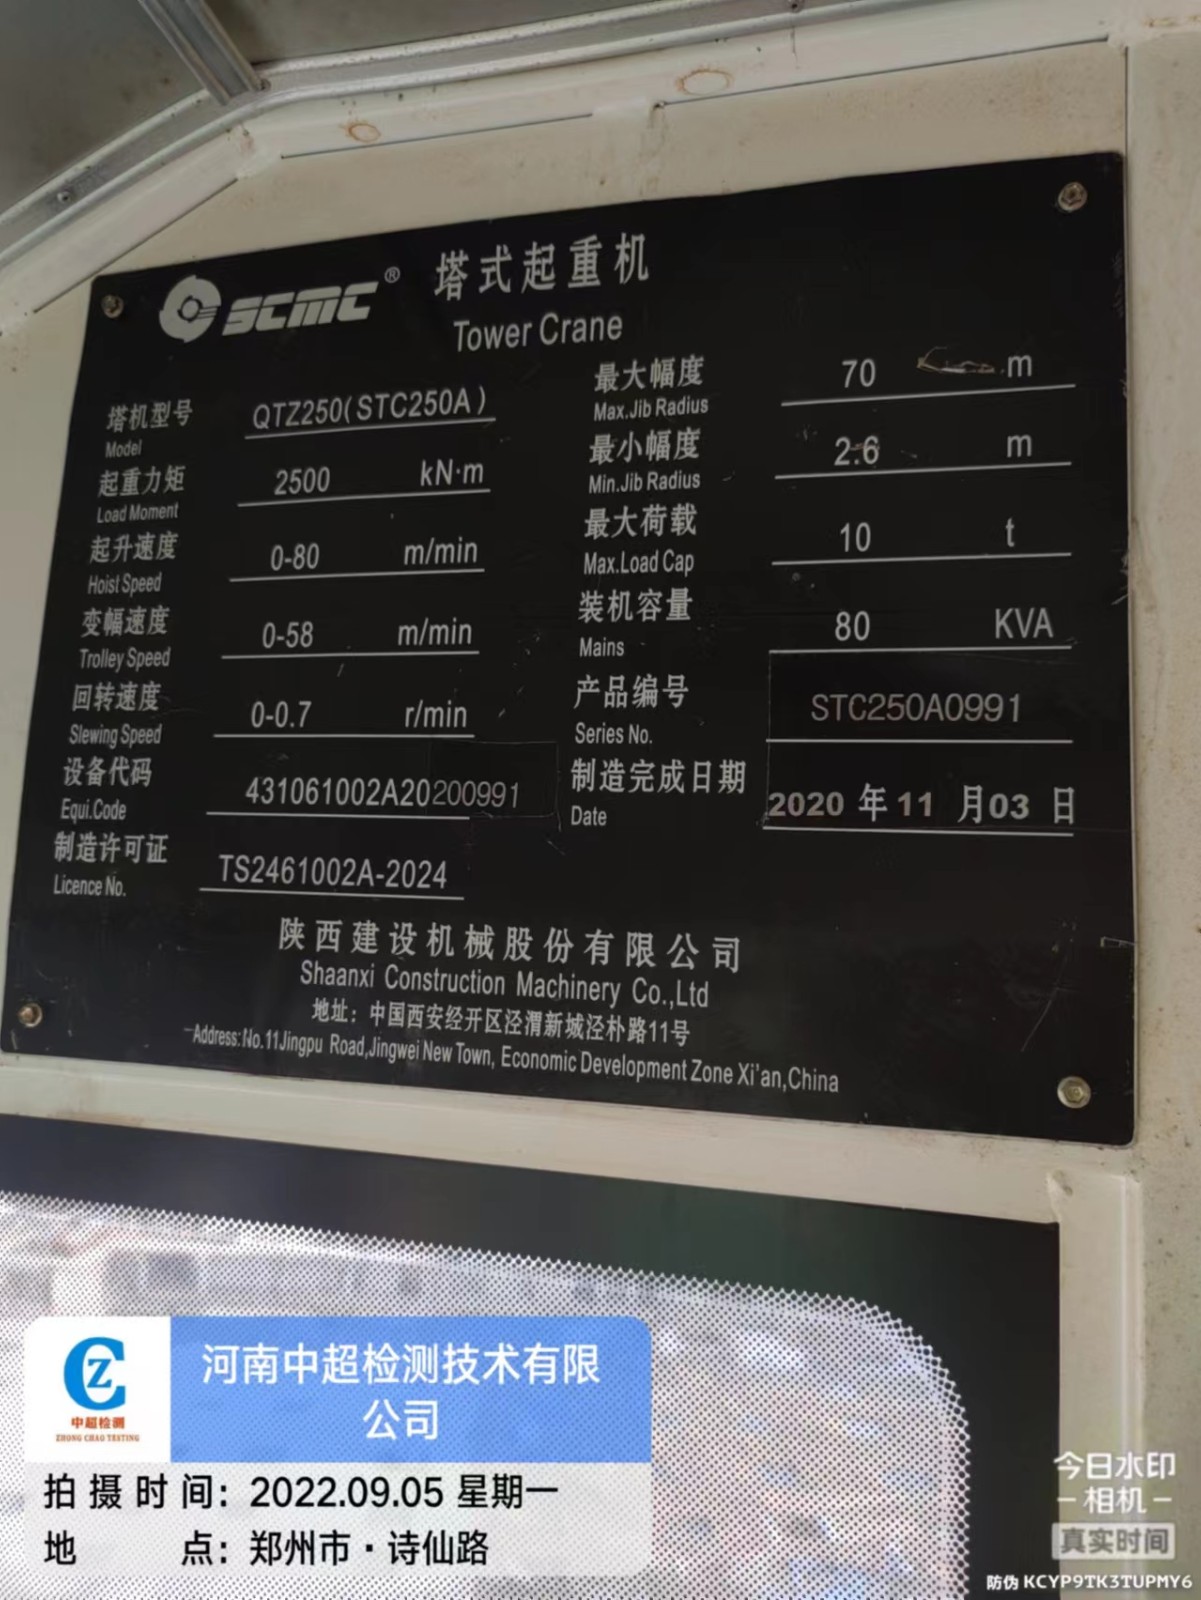 SCMC® 塔式起重机
Tower Crane
塔机型号 QTZ250(STC250A)
Model
起重力矩 2500 kN·m
Load Moment
起升速度 0-80 m/min
Hoist Speed
变幅速度 0-58 m/min
Trolley Speed
回转速度 0-0.7 r/min
Slewing Speed
设备代码 431061002A20200991
Equi.Code
制造许可证 TS2461002A-2024
Licence No.
最大幅度 70 m
Max.Jib Radius
最小幅度 2.6 m
Min.Jib Radius
最大荷载 10 t
Max.Load Cap
装机容量 80 KVA
Mains
产品编号 STC250A0991
Series No.
制造完成日期 2020 年 11 月 03 日
Date
陕西建设机械股份有限公司
Shaanxi Construction Machinery Co.,Ltd
地址：中国西安经开区泾渭新城泾朴路11号
Address:No.11Jingpu Road,Jingwei New Town, Economic Development Zone Xi'an,China
中超检测
ZHONG CHAO TESTING
河南中超检测技术有限
公司
拍摄时间：2022.09.05 星期一
地 点：郑州市·诗仙路
今日水印
相机
真实时间
防伪 KCYP9TK3TUPMY6